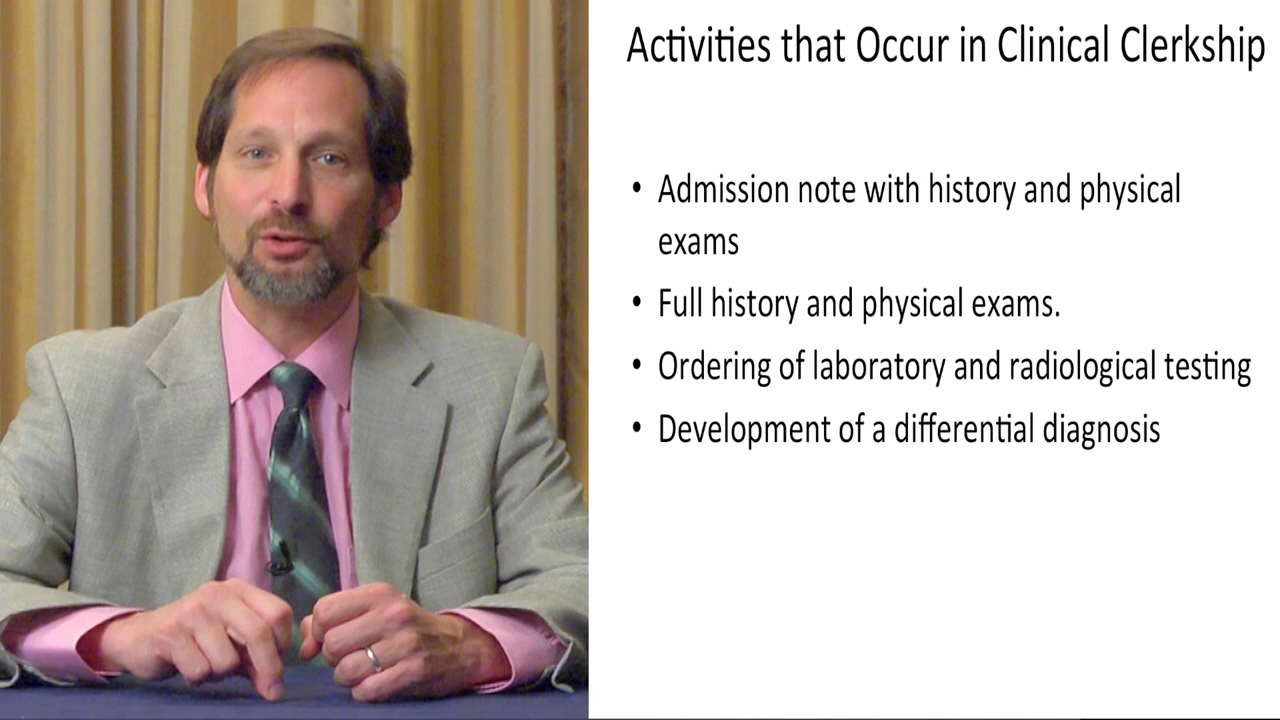 Activities that Occur in Clinical Clerkship
• Admission note with history and physical
exams
• Full history and physical exams.
• Ordering of laboratory and radiological testing
• Development of a differential diagnosis